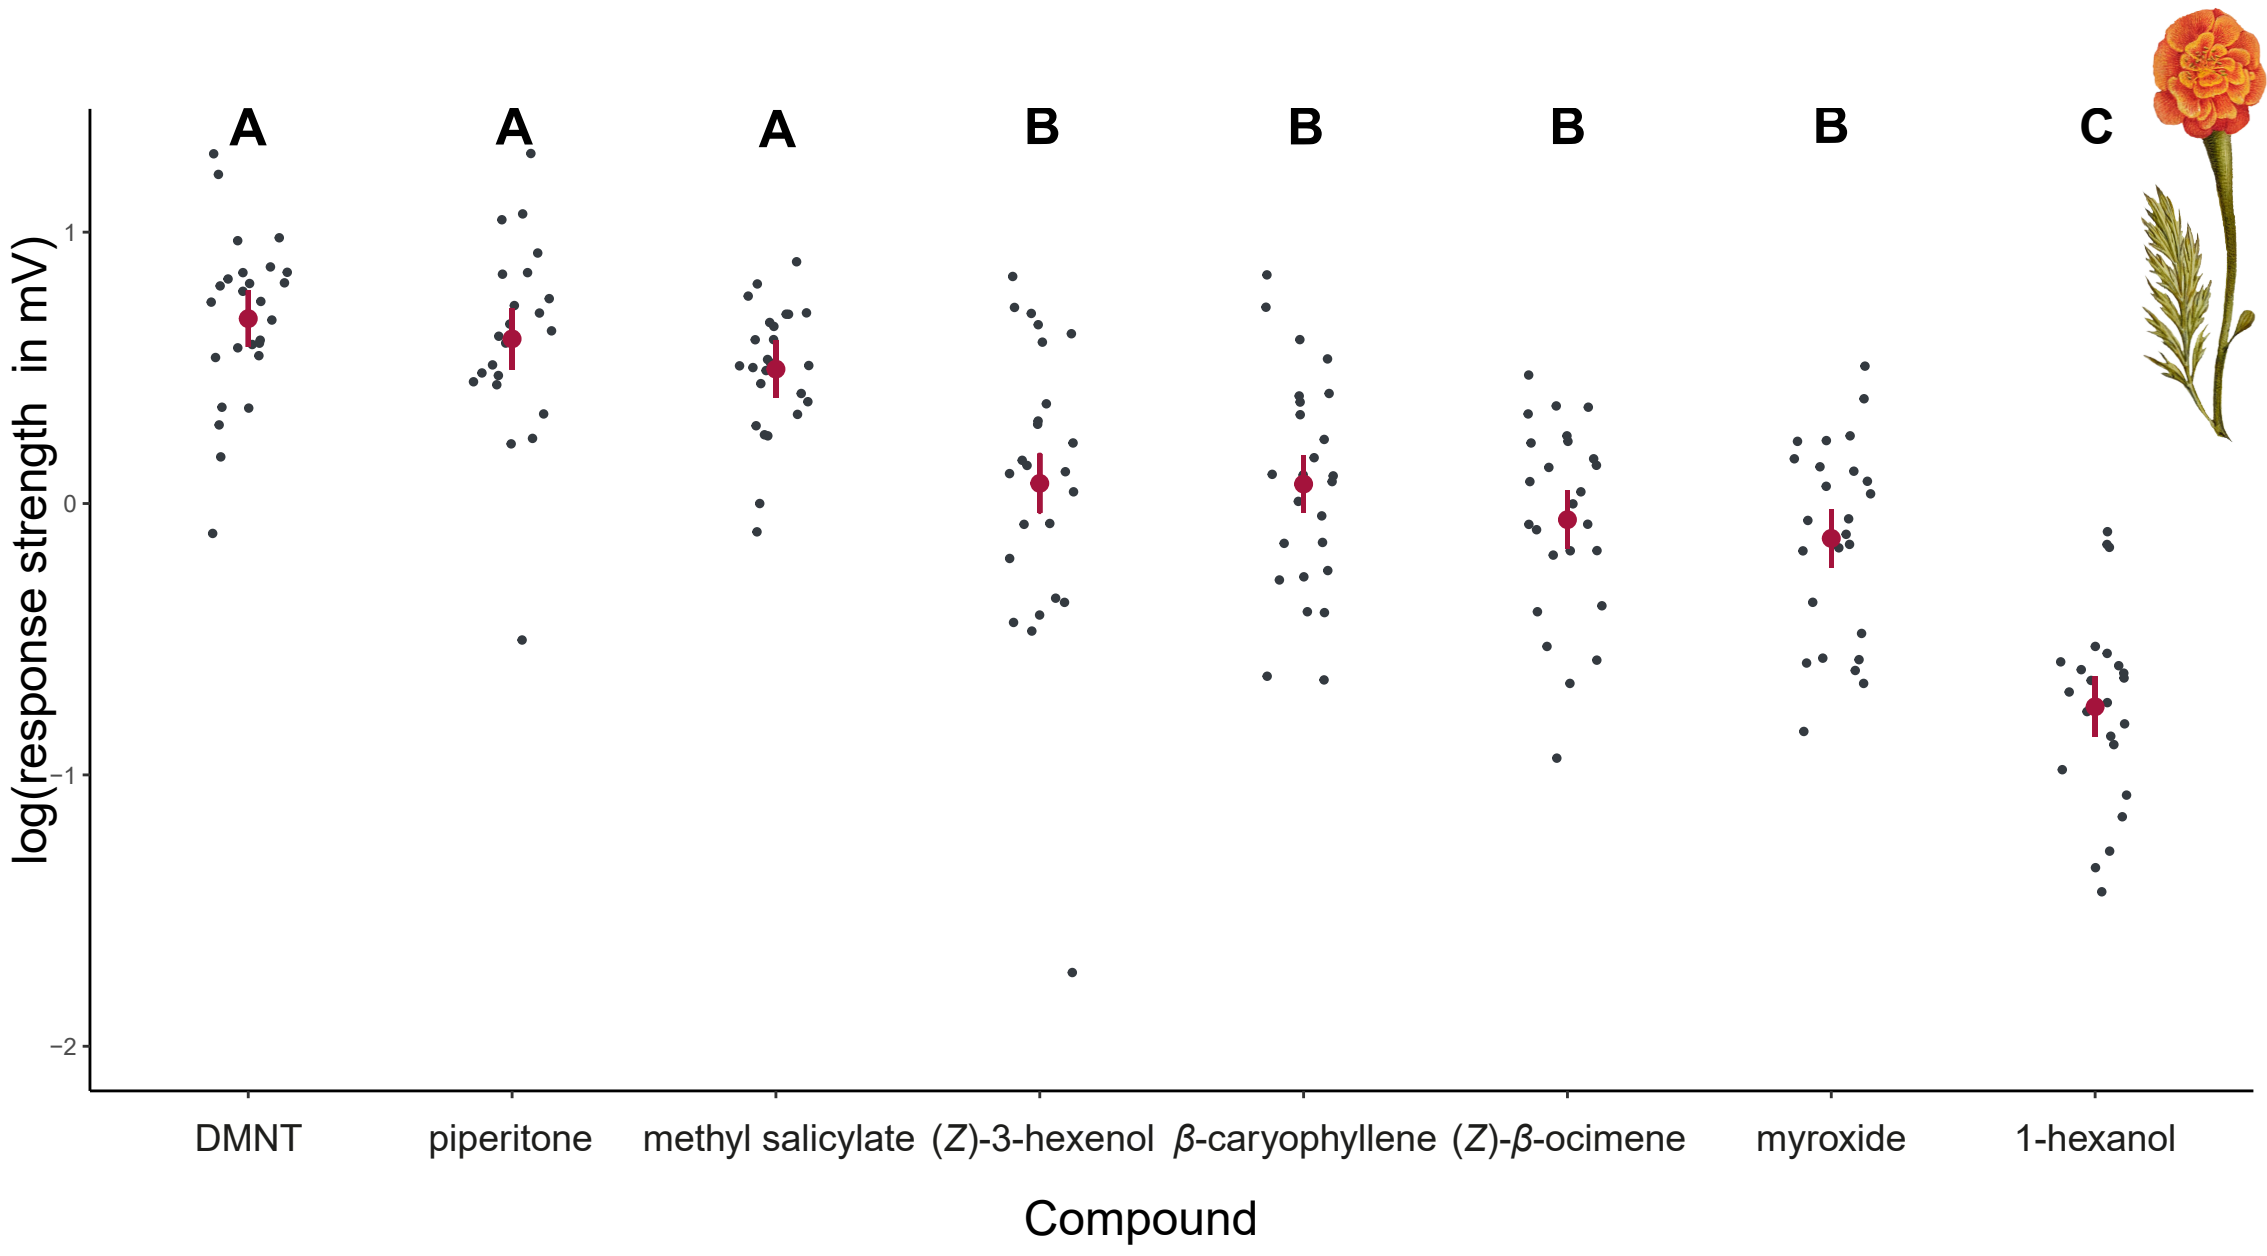 A A A B B B B C
log(response strength  in mV)
1
0
−1
−2
DMNT piperitone methyl salicylate (Z)-3-hexenol β-caryophyllene (Z)-β-ocimene myroxide 1-hexanol
Compound